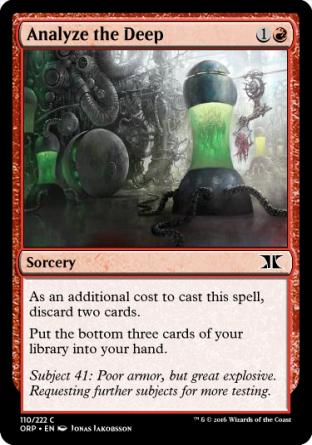 Analyze the Deep 1
Sorcery
As an additional cost to cast this spell,
discard two cards.
Put the bottom three cards of your
library into your hand.
Subject 41: Poor armor, but great explosive.
Requesting further subjects for more testing.
110/222 C
ORP • EN Jonas Jakobsson
™ & © 2016 Wizards of the Coast